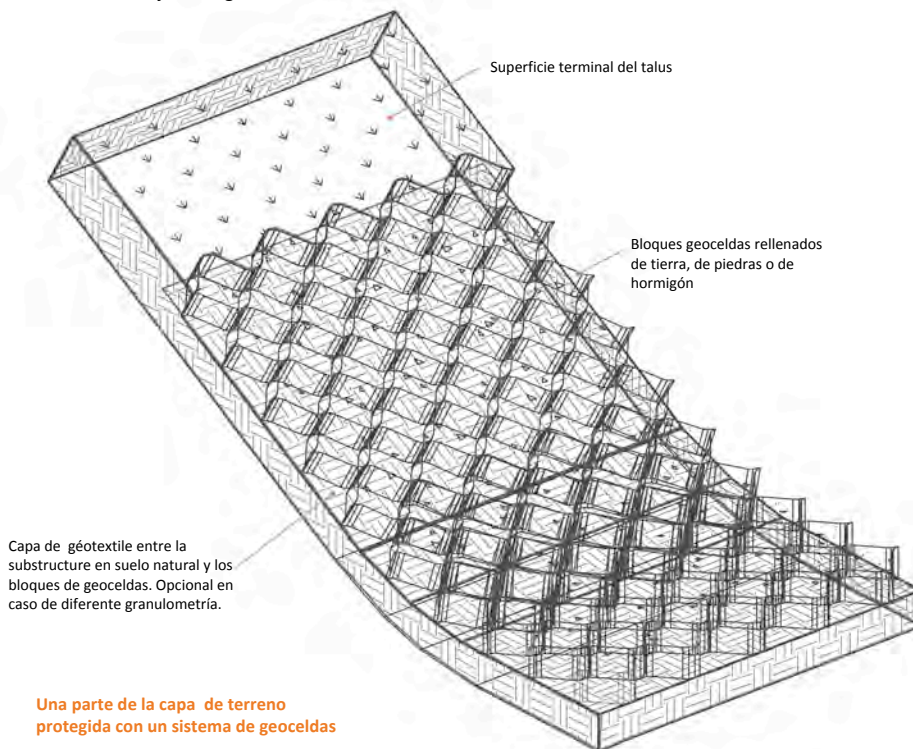 Superficie terminal del talus
Bloques geoceldas rellenados
de tierra, de piedras o de
hormigón
Capa de géotextile entre la
substructure en suelo natural y los
bloques de geoceldas. Opcional en
caso de diferente granulometría.
Una parte de la capa de terreno
protegida con un sistema de geoceldas